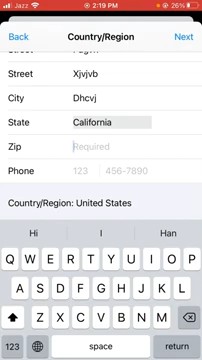 Jazz 2:19 PM 26%
Back Country/Region Next
Street
Street Xjvjvb
City Dhcvj
State California
Zip Required
Phone 123 456-7890
Country/Region: United States
Hi I Han
Q W E R T Y U I O P
A S D F G H J K L
Z X C V B N M
123 space return